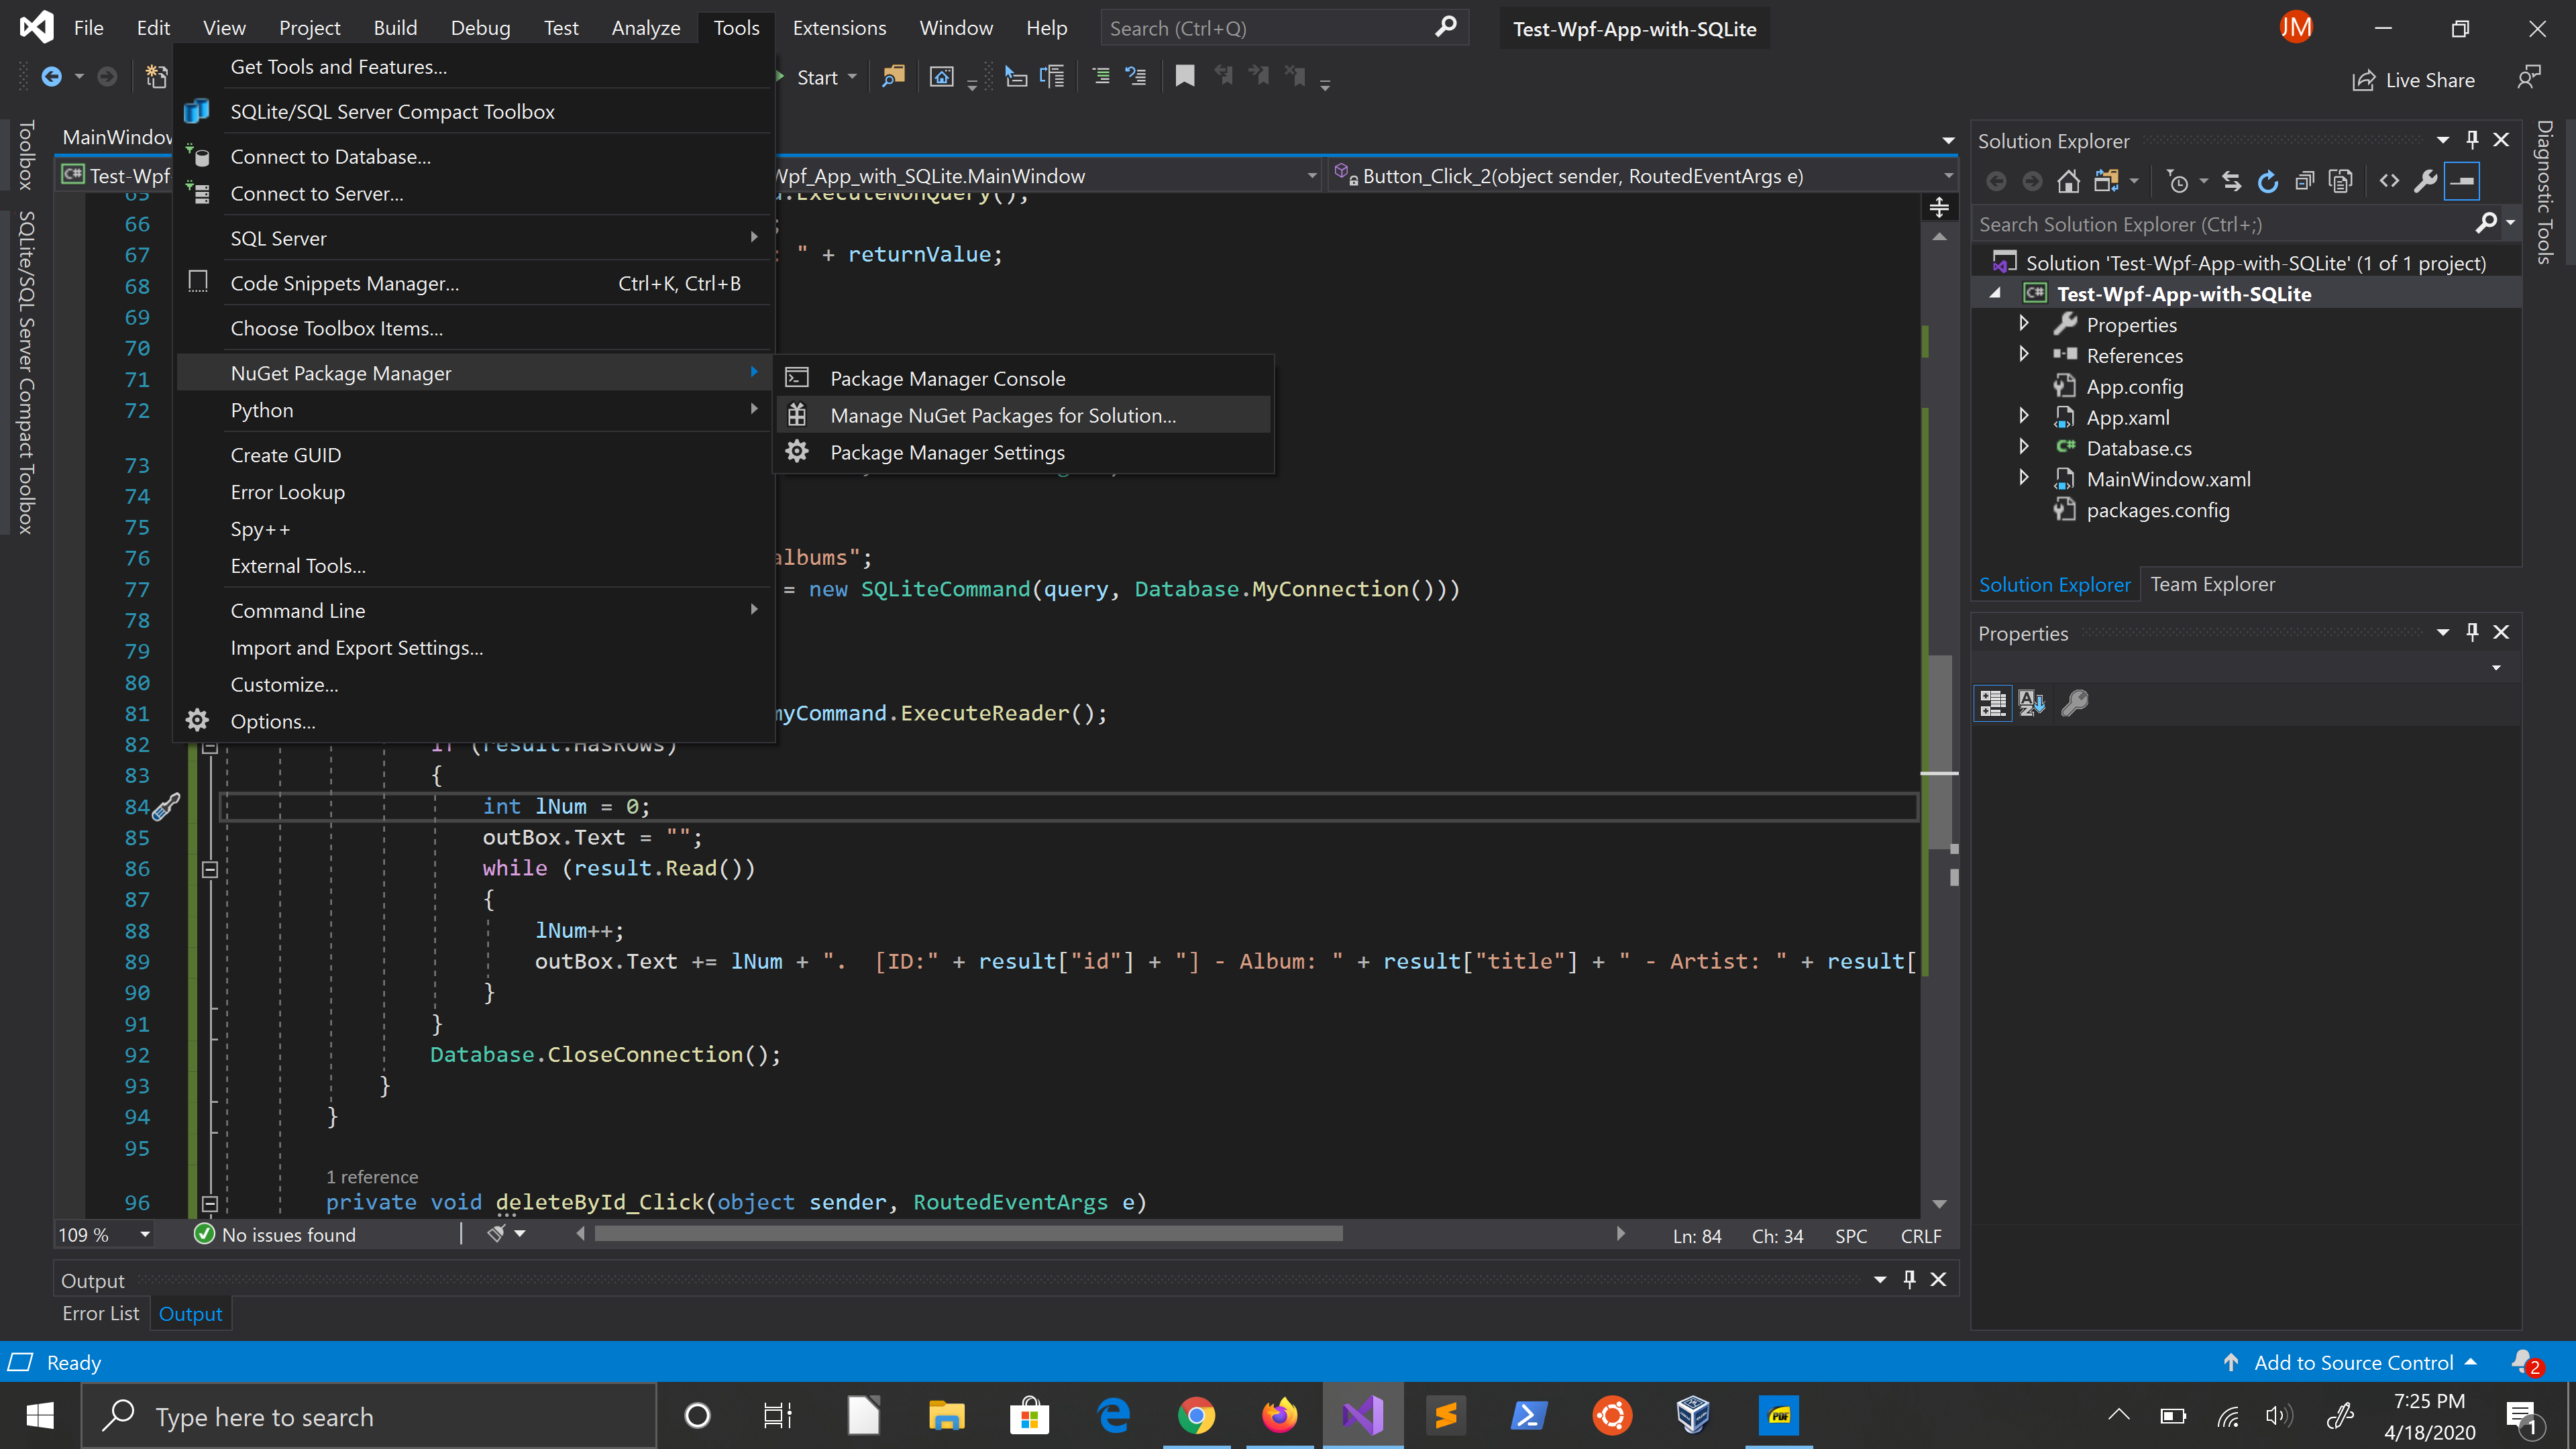 File Edit View Project Build Debug Test Analyze Tools Extensions Window Help Search (Ctrl+Q) Test-Wpf-App-with-SQLite JM
Start Live Share
Get Tools and Features...
SQLite/SQL Server Compact Toolbox
Connect to Database...
Connect to Server...
SQL Server
Code Snippets Manager... Ctrl+K, Ctrl+B
Choose Toolbox Items...
NuGet Package Manager
Python
Create GUID
Error Lookup
Spy++
External Tools...
Command Line
Import and Export Settings...
Customize...
Options...
Package Manager Console
Manage NuGet Packages for Solution...
Package Manager Settings
Toolbox
SQLite/SQL Server Compact Toolbox
MainWindow
C# Test-Wpf
Wpf_App_with_SQLite.MainWindow
Button_Click_2(object sender, RoutedEventArgs e)
65 .ExecuteNonQuery();
66 ;
67 : " + returnValue;
68
69
70
71
72
73
74
75
76 albums";
77 = new SQLiteCommand(query, Database.MyConnection()))
78
79
80
81 myCommand.ExecuteReader();
82 if (result.HasRows)
83 {
84 int lNum = 0;
85 outBox.Text = "";
86 while (result.Read())
87 {
88 lNum++;
89 outBox.Text += lNum + ".  [ID:" + result["id"] + "] - Album: " + result["title"] + " - Artist: " + result[
90 }
91 }
92 Database.CloseConnection();
93 }
94 }
95
1 reference
96 private void deleteById_Click(object sender, RoutedEventArgs e)
109 % No issues found Ln: 84 Ch: 34 SPC CRLF
Output
Error List Output
Solution Explorer
Search Solution Explorer (Ctrl+;)
Solution 'Test-Wpf-App-with-SQLite' (1 of 1 project)
C# Test-Wpf-App-with-SQLite
Properties
References
App.config
App.xaml
C# Database.cs
MainWindow.xaml
packages.config
Solution Explorer Team Explorer
Properties
Diagnostic Tools
Ready Add to Source Control 2
Type here to search
PDF
7:25 PM
4/18/2020
1